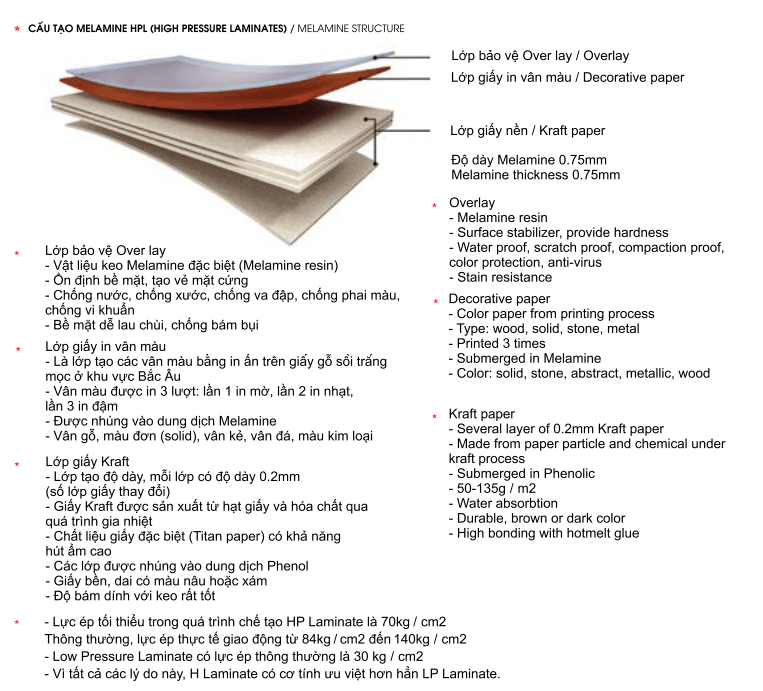 * CẤU TẠO MELAMINE HPL (HIGH PRESSURE LAMINATES) / MELAMINE STRUCTURE
Lớp bảo vệ Over lay / Overlay
Lớp giấy in vân màu / Decorative paper
Lớp giấy nền / Kraft paper
Độ dày Melamine 0.75mm
Melamine thickness 0.75mm
* Lớp bảo vệ Over lay
- Vật liệu keo Melamine đặc biệt (Melamine resin)
- Ổn định bề mặt, tạo vẻ mặt cứng
- Chống nước, chống xước, chống va đập, chống phai màu,
chống vi khuẩn
- Bề mặt dễ lau chùi, chống bám bụi
* Lớp giấy in vân màu
- Là lớp tạo các vân màu bằng in ấn trên giấy gỗ sồi trắng
mọc ở khu vực Bắc Âu
- Vân màu được in 3 lượt: lần 1 in mờ, lần 2 in nhạt,
lần 3 in đậm
- Được nhúng vào dung dịch Melamine
- Vân gỗ, màu đơn (solid), vân kẻ, vân đá, màu kim loại
* Lớp giấy Kraft
- Lớp tạo độ dày, mỗi lớp có độ dày 0.2mm
(số lớp giấy thay đổi)
- Giấy Kraft được sản xuất từ hạt giấy và hóa chất qua
quá trình gia nhiệt
- Chất liệu giấy đặc biệt (Titan paper) có khả năng
hút ẩm cao
- Các lớp được nhúng vào dung dịch Phenol
- Giấy bền, dai có màu nâu hoặc xám
- Độ bám dính với keo rất tốt
* Overlay
- Melamine resin
- Surface stabilizer, provide hardness
- Water proof, scratch proof, compaction proof,
color protection, anti-virus
- Stain resistance
* Decorative paper
- Color paper from printing process
- Type: wood, solid, stone, metal
- Printed 3 times
- Submerged in Melamine
- Color: solid, stone, abstract, metallic, wood
* Kraft paper
- Several layer of 0.2mm Kraft paper
- Made from paper particle and chemical under
kraft process
- Submerged in Phenolic
- 50-135g / m2
- Water absorbtion
- Durable, brown or dark color
- High bonding with hotmelt glue
* - Lực ép tối thiểu trong quá trình chế tạo HP Laminate là 70kg / cm2
Thông thường, lực ép thực tế giao động từ 84kg / cm2 đến 140kg / cm2
- Low Pressure Laminate có lực ép thông thường là 30 kg / cm2
- Vì tất cả các lý do này, H Laminate có cơ tính ưu việt hơn hẳn LP Laminate.